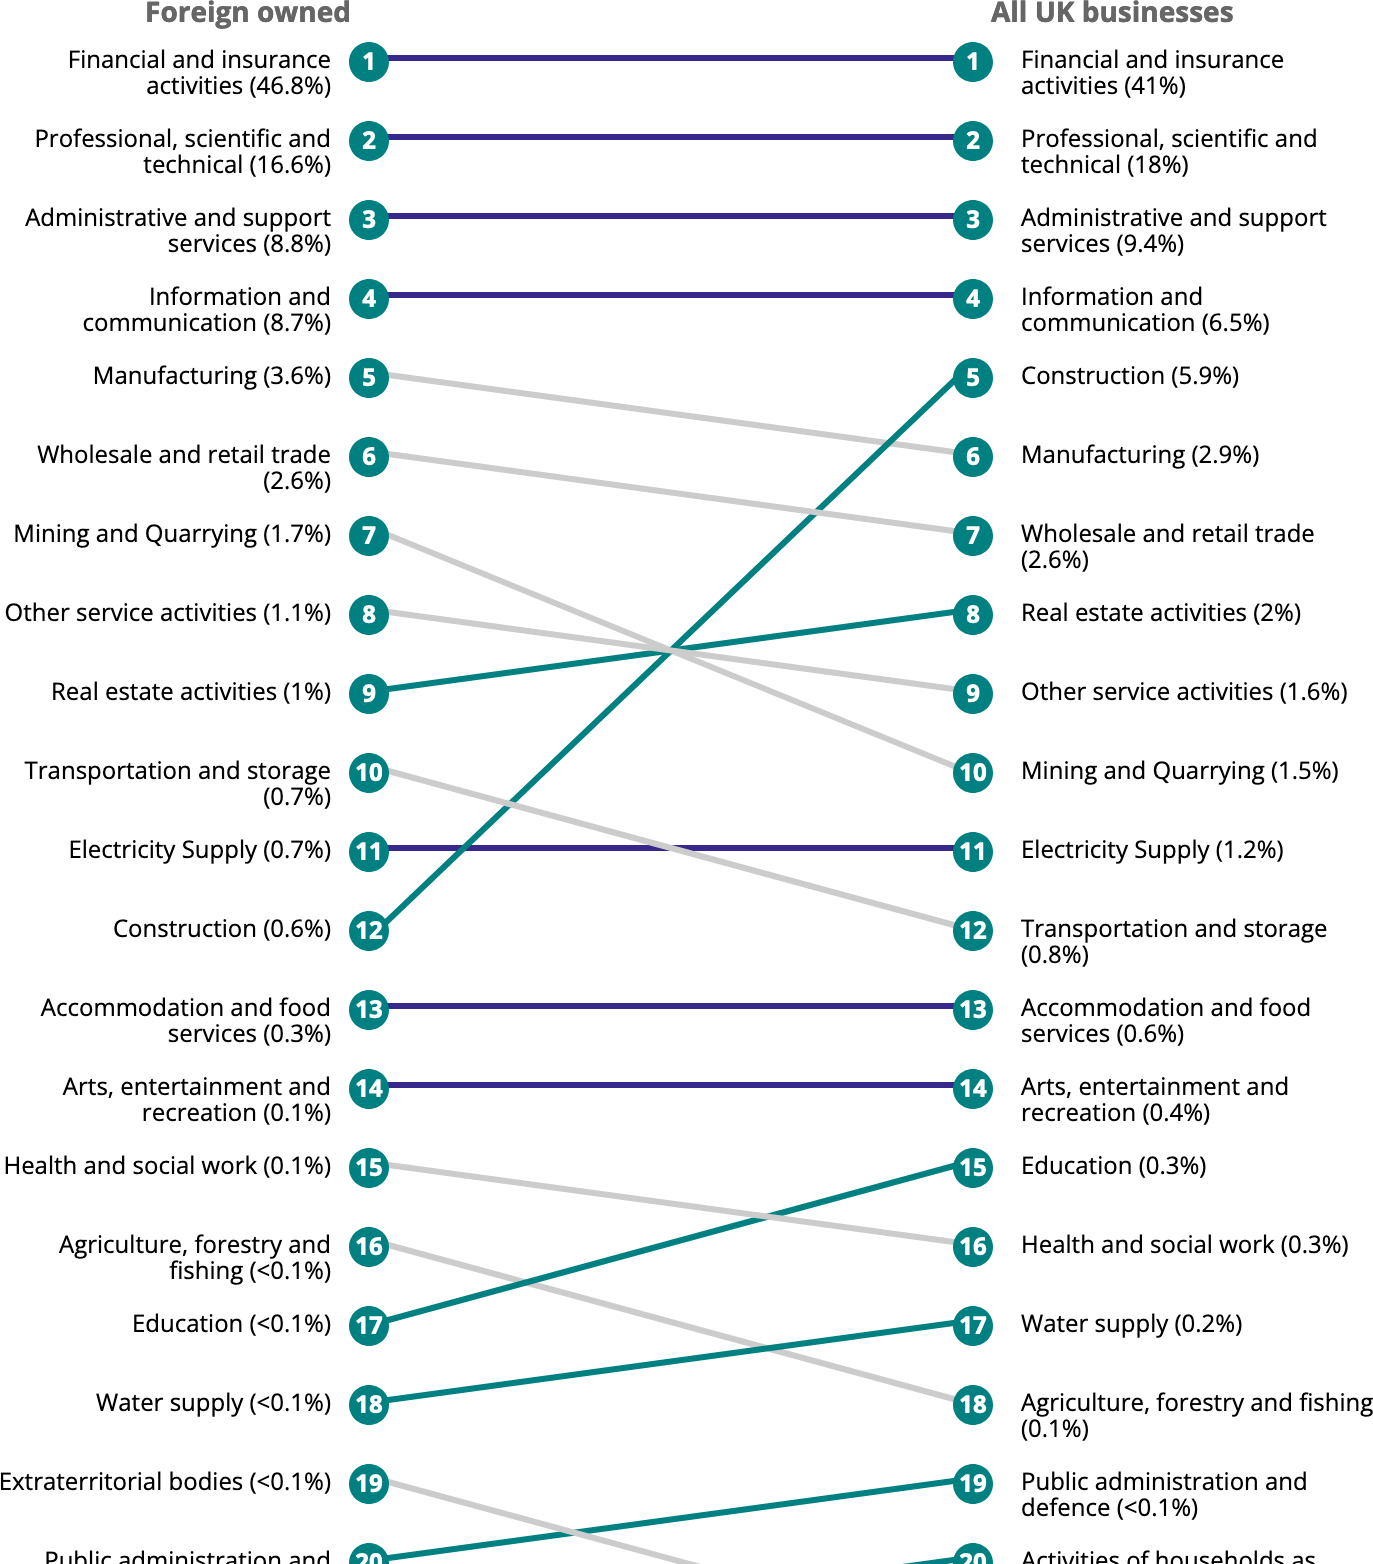 Foreign owned
All UK businesses
Financial and insurance
activities (46.8%)
1
1
Financial and insurance
activities (41%)
Professional, scientific and
technical (16.6%)
2
2
Professional, scientific and
technical (18%)
Administrative and support
services (8.8%)
3
3
Administrative and support
services (9.4%)
Information and
communication (8.7%)
4
4
Information and
communication (6.5%)
Manufacturing (3.6%)
5
5
Construction (5.9%)
Wholesale and retail trade
(2.6%)
6
6
Manufacturing (2.9%)
Mining and Quarrying (1.7%)
7
7
Wholesale and retail trade
(2.6%)
Other service activities (1.1%)
8
8
Real estate activities (2%)
Real estate activities (1%)
9
9
Other service activities (1.6%)
Transportation and storage
(0.7%)
10
10
Mining and Quarrying (1.5%)
Electricity Supply (0.7%)
11
11
Electricity Supply (1.2%)
Construction (0.6%)
12
12
Transportation and storage
(0.8%)
Accommodation and food
services (0.3%)
13
13
Accommodation and food
services (0.6%)
Arts, entertainment and
recreation (0.1%)
14
14
Arts, entertainment and
recreation (0.4%)
Health and social work (0.1%)
15
15
Education (0.3%)
Agriculture, forestry and
fishing (<0.1%)
16
16
Health and social work (0.3%)
Education (<0.1%)
17
17
Water supply (0.2%)
Water supply (<0.1%)
18
18
Agriculture, forestry and fishing
(0.1%)
Extraterritorial bodies (<0.1%)
19
19
Public administration and
defence (<0.1%)
Public administration and
20
20
Activities of households as